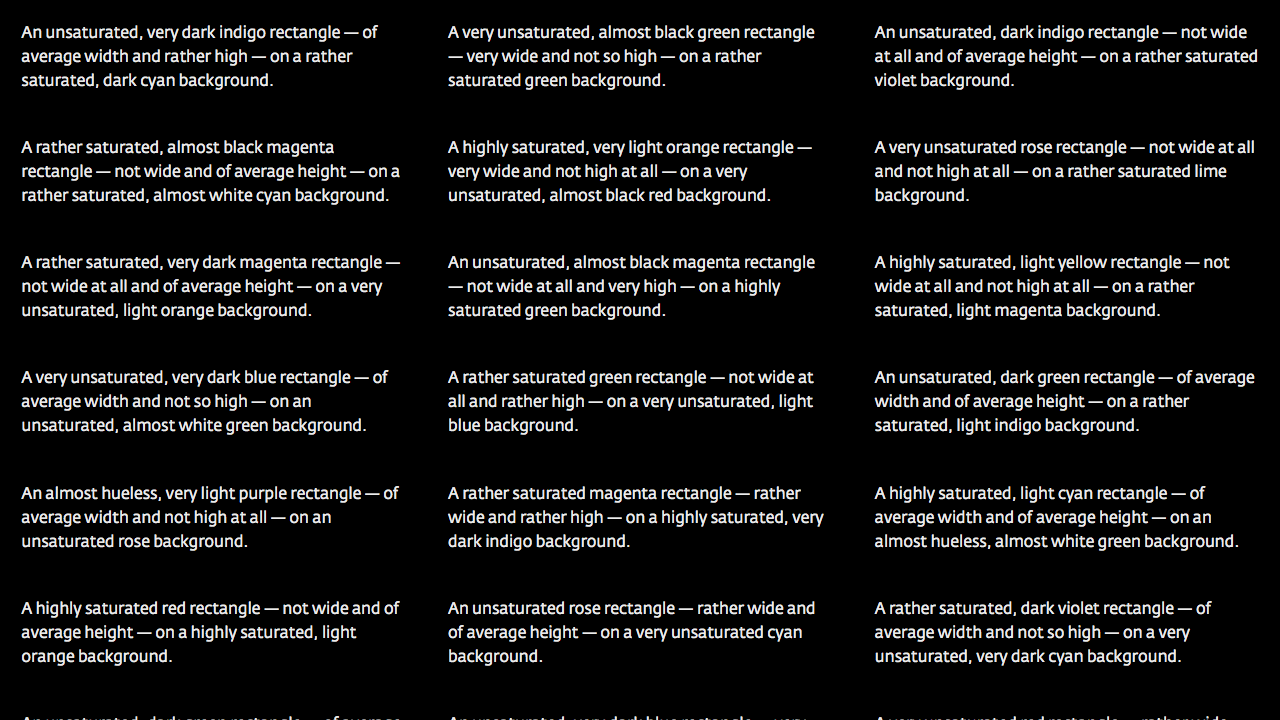 An unsaturated, very dark indigo rectangle — of
average width and rather high — on a rather
saturated, dark cyan background.
A very unsaturated, almost black green rectangle
— very wide and not so high — on a rather
saturated green background.
An unsaturated, dark indigo rectangle — not wide
at all and of average height — on a rather saturated
violet background.
A rather saturated, almost black magenta
rectangle — not wide and of average height — on a
rather saturated, almost white cyan background.
A highly saturated, very light orange rectangle —
very wide and not high at all — on a very
unsaturated, almost black red background.
A very unsaturated rose rectangle — not wide at all
and not high at all — on a rather saturated lime
background.
A rather saturated, very dark magenta rectangle —
not wide at all and of average height — on a very
unsaturated, light orange background.
An unsaturated, almost black magenta rectangle
— not wide at all and very high — on a highly
saturated green background.
A highly saturated, light yellow rectangle — not
wide at all and not high at all — on a rather
saturated, light magenta background.
A very unsaturated, very dark blue rectangle — of
average width and not so high — on an
unsaturated, almost white green background.
A rather saturated green rectangle — not wide at
all and rather high — on a very unsaturated, light
blue background.
An unsaturated, dark green rectangle — of average
width and of average height — on a rather
saturated, light indigo background.
An almost hueless, very light purple rectangle — of
average width and not high at all — on an
unsaturated rose background.
A rather saturated magenta rectangle — rather
wide and rather high — on a highly saturated, very
dark indigo background.
A highly saturated, light cyan rectangle — of
average width and of average height — on an
almost hueless, almost white green background.
A highly saturated red rectangle — not wide and of
average height — on a highly saturated, light
orange background.
An unsaturated rose rectangle — rather wide and
of average height — on a very unsaturated cyan
background.
A rather saturated, dark violet rectangle — of
average width and not so high — on a very
unsaturated, very dark cyan background.